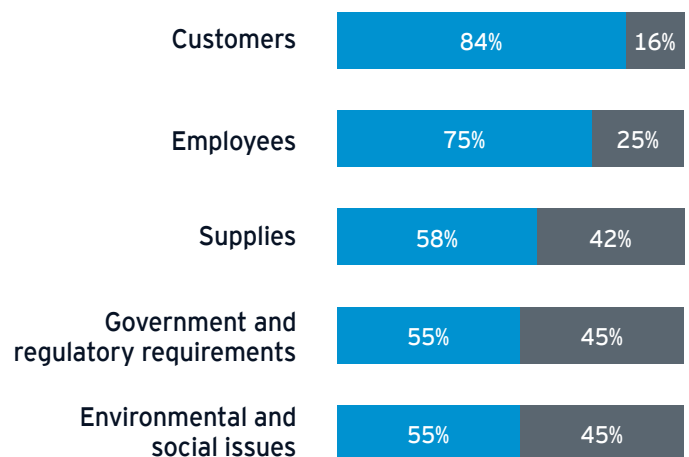 Customers
84% 16%
Employees
75% 25%
Supplies
58% 42%
Government and
regulatory requirements
55% 45%
Environmental and
social issues
55% 45%